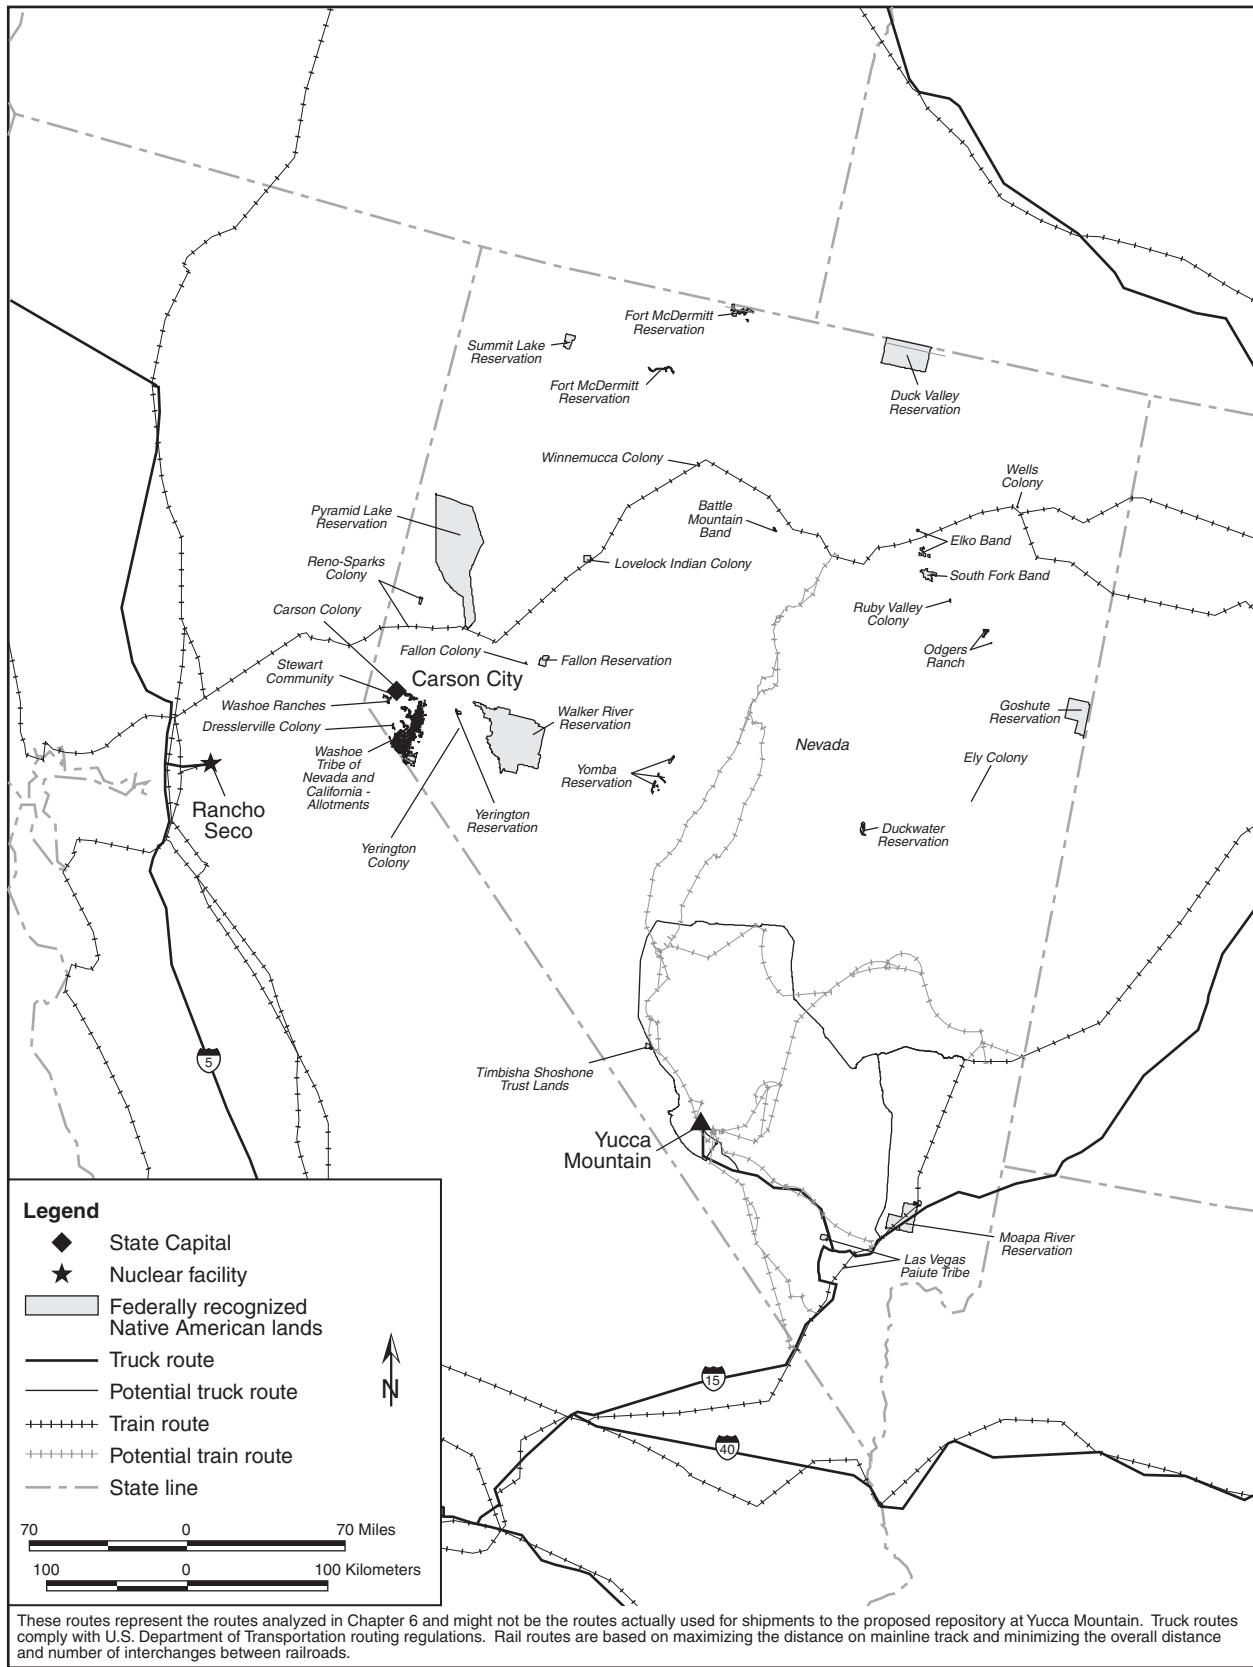 Fort McDermitt
Reservation
Summit Lake
Reservation
Fort McDermitt
Reservation
Duck Valley
Reservation
Winnemucca Colony
Wells
Colony
Pyramid Lake
Reservation
Battle
Mountain
Band
Elko Band
Reno-Sparks
Colony
Lovelock Indian Colony
South Fork Band
Carson Colony
Ruby Valley
Colony
Fallon Colony
Fallon Reservation
Odgers
Ranch
Stewart
Community
Carson City
Washoe Ranches
Walker River
Reservation
Goshute
Reservation
Dresslerville Colony
Nevada
Ely Colony
Washoe
Tribe of
Nevada and
California -
Allotments
Yomba
Reservation
Rancho
Seco
Yerington
Reservation
Duckwater
Reservation
Yerington
Colony
5
Timbisha Shoshone
Trust Lands
Yucca
Mountain
Moapa River
Reservation
Las Vegas
Paiute Tribe
15
40
Legend
State Capital
Nuclear facility
Federally recognized
Native American lands
Truck route
Potential truck route
Train route
Potential train route
State line
N
70 0 70 Miles
100 0 100 Kilometers
These routes represent the routes analyzed in Chapter 6 and might not be the routes actually used for shipments to the proposed repository at Yucca Mountain. Truck routes
comply with U.S. Department of Transportation routing regulations. Rail routes are based on maximizing the distance on mainline track and minimizing the overall distance
and number of interchanges between railroads.